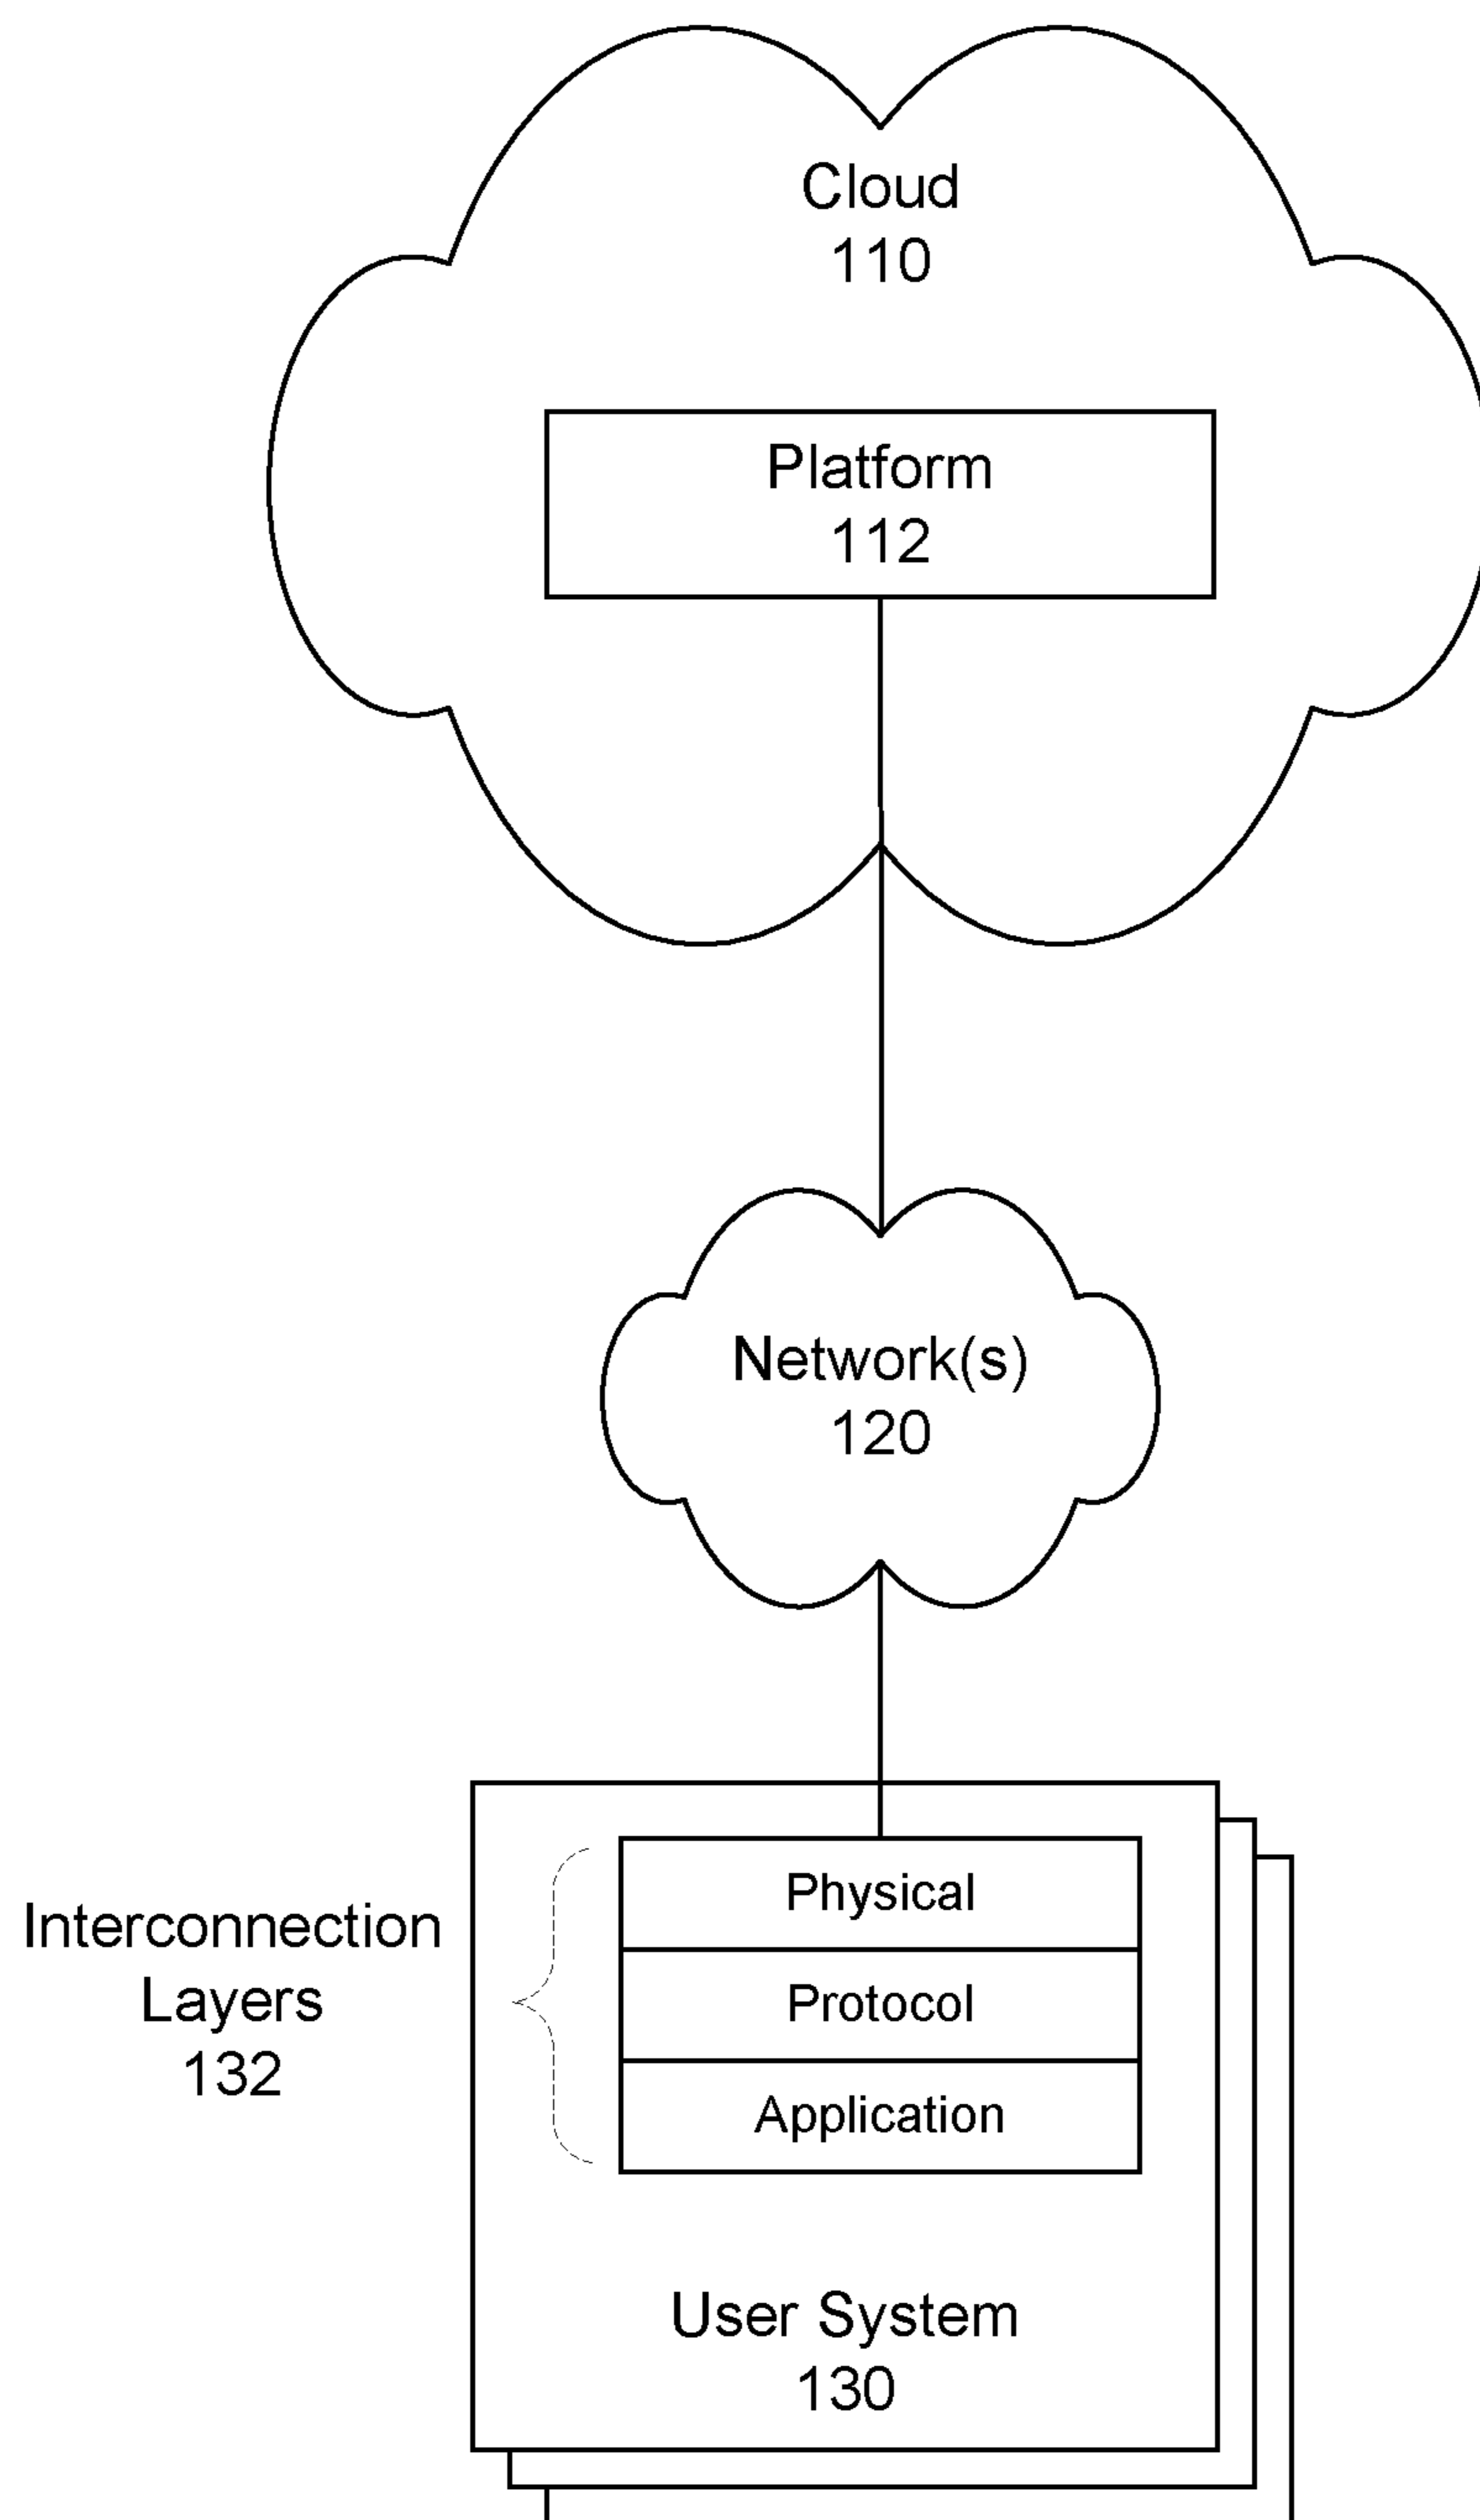 Cloud
110
Platform
112
Network(s)
120
Physical
Interconnection
Layers
132
Protocol
Application
User System
130